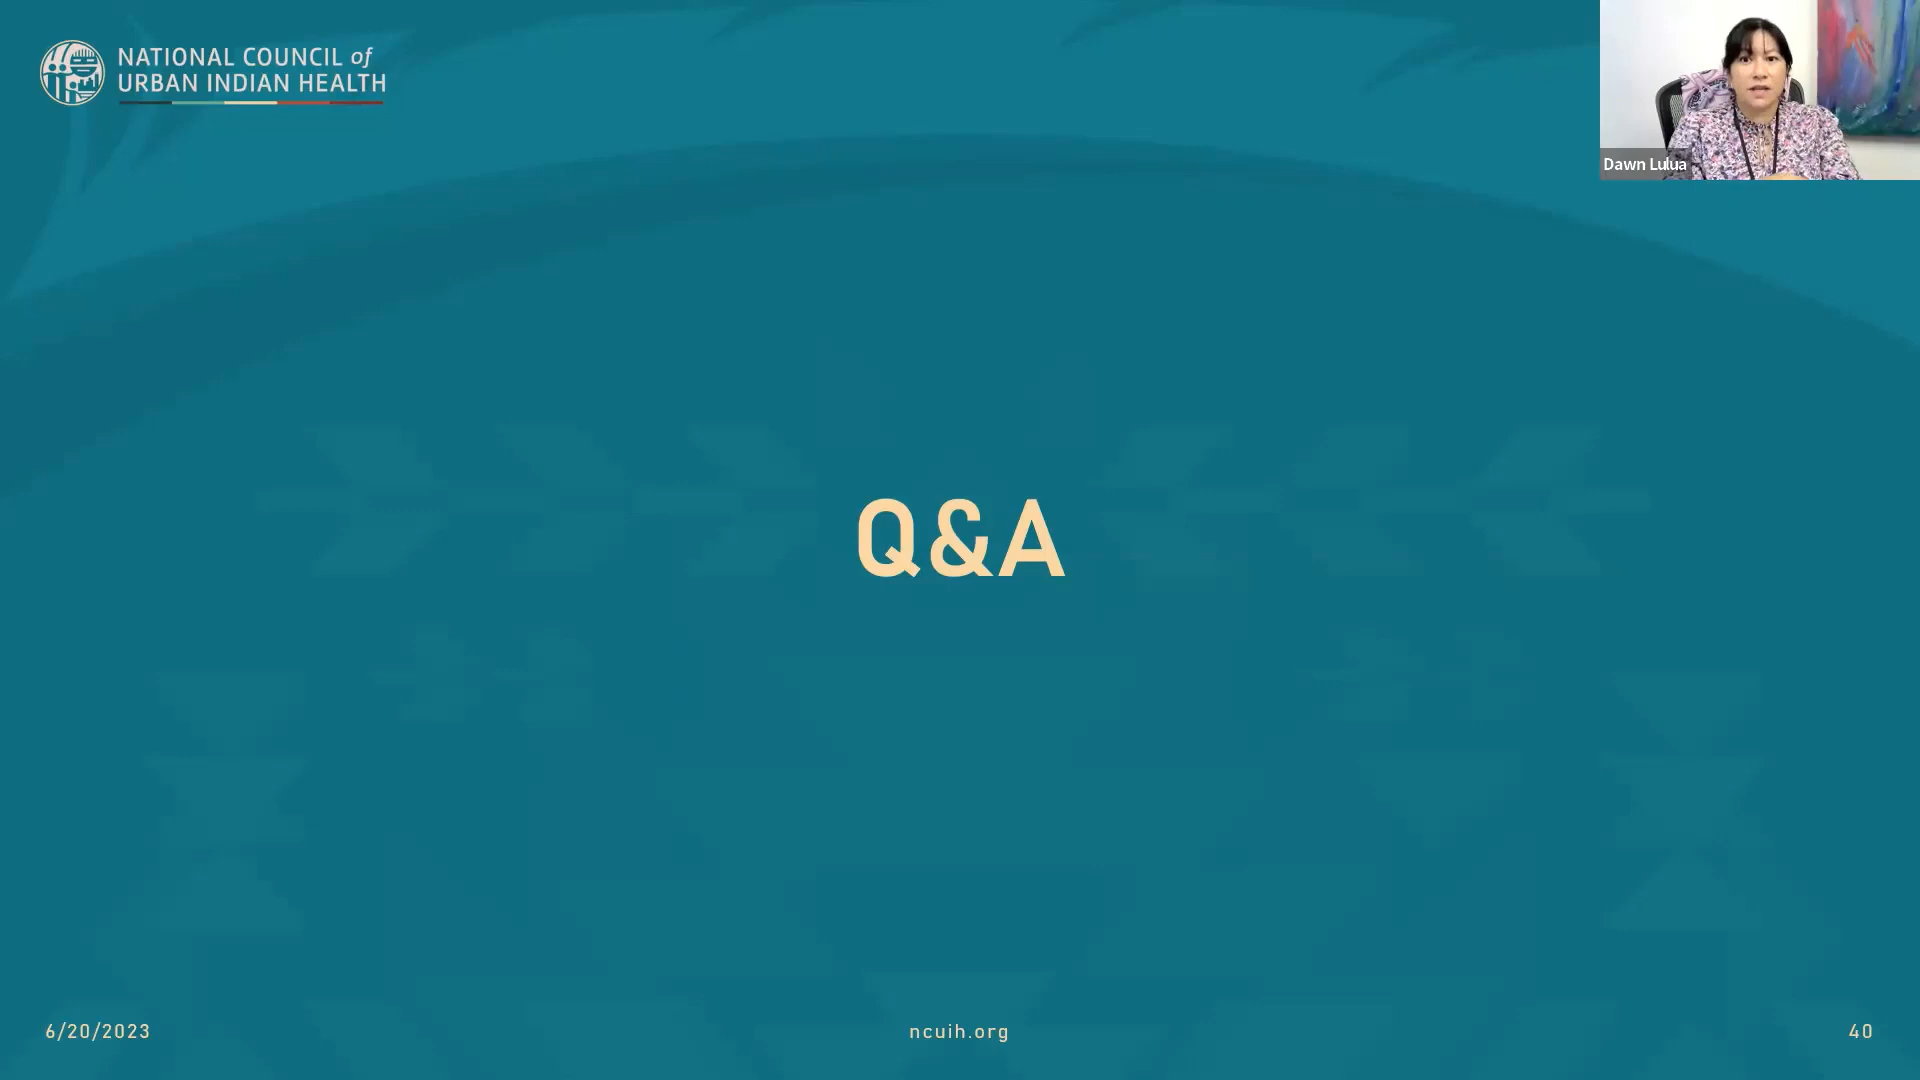 NATIONAL COUNCIL of
URBAN INDIAN HEALTH
Dawn Lulua
Q&A
6/20/2023
ncuih.org
40